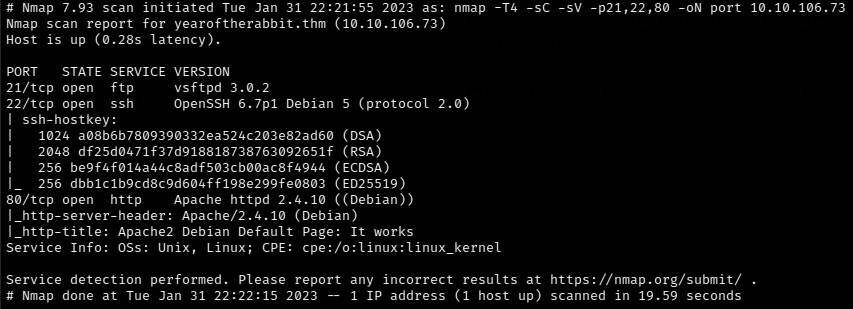 # Nmap 7.93 scan initiated Tue Jan 31 22:21:55 2023 as: nmap -T4 -sC -sV -p21,22,80 -oN port 10.10.106.73
Nmap scan report for yearoftherabbit.thm (10.10.106.73)
Host is up (0.28s latency).

PORT   STATE SERVICE VERSION
21/tcp open  ftp     vsftpd 3.0.2
22/tcp open  ssh     OpenSSH 6.7p1 Debian 5 (protocol 2.0)
| ssh-hostkey:
|   1024 a08b6b7809390332ea524c203e82ad60 (DSA)
|   2048 df25d0471f37d918818738763092651f (RSA)
|   256 be9f4f014a44c8adf503cb00ac8f4944 (ECDSA)
|_  256 dbb1c1b9cd8c9d604ff198e299fe0803 (ED25519)
80/tcp open  http    Apache httpd 2.4.10 ((Debian))
|_http-server-header: Apache/2.4.10 (Debian)
|_http-title: Apache2 Debian Default Page: It works
Service Info: OSs: Unix, Linux; CPE: cpe:/o:linux:linux_kernel

Service detection performed. Please report any incorrect results at https://nmap.org/submit/ .
# Nmap done at Tue Jan 31 22:22:15 2023 -- 1 IP address (1 host up) scanned in 19.59 seconds